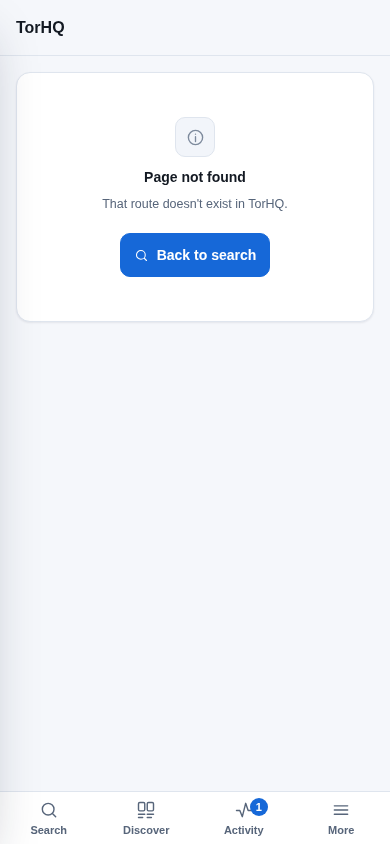 TorHQ
Page not found
That route doesn't exist in TorHQ.
Back to search
1
Search
Discover
Activity
More